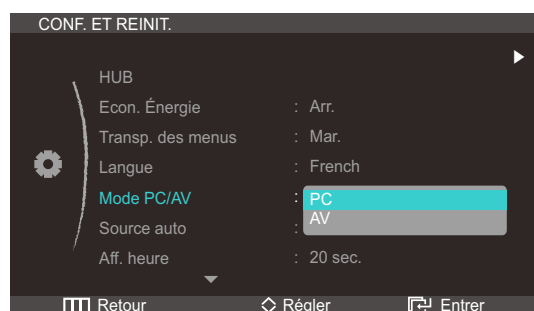 CONF. ET REINIT.
HUB
Econ. Énergie : Arr.
Transp. des menus : Mar.
Langue : French
Mode PC/AV : PC
AV
Source auto :
Aff. heure : 20 sec.
Retour Régler Entrer